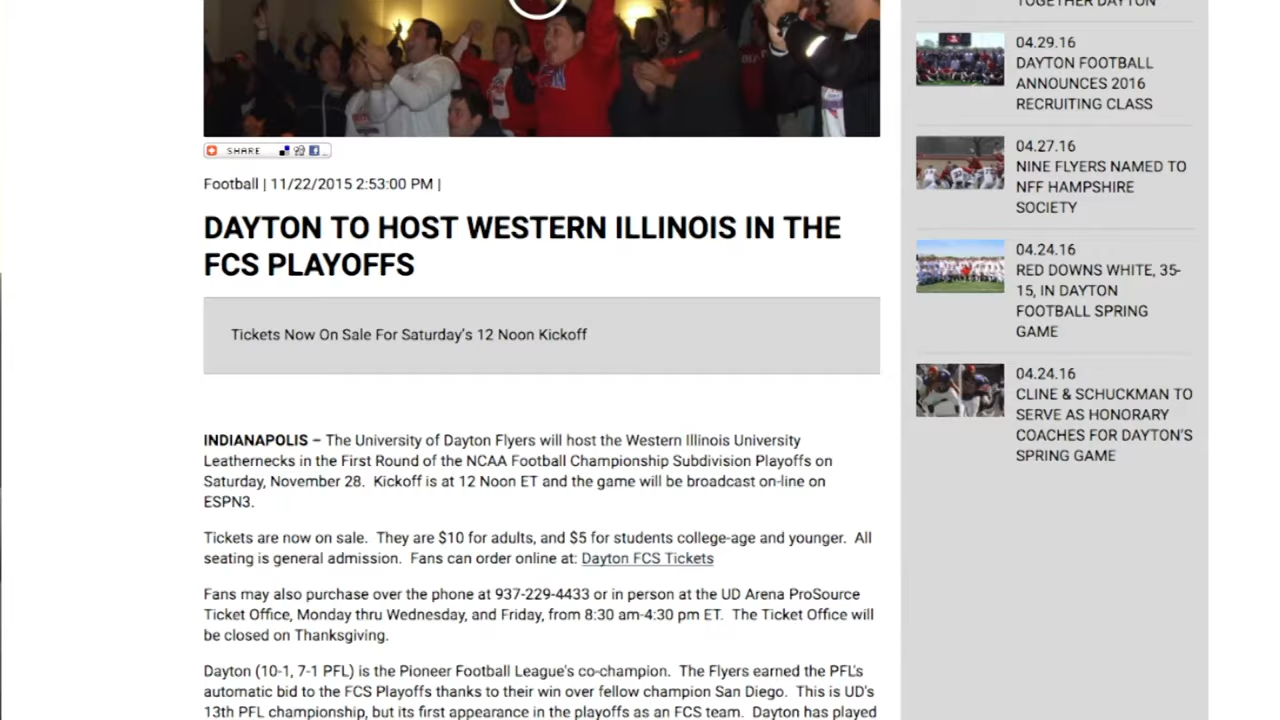 SHARE
Football | 11/22/2015 2:53:00 PM |
DAYTON TO HOST WESTERN ILLINOIS IN THE
FCS PLAYOFFS
Tickets Now On Sale For Saturday's 12 Noon Kickoff
INDIANAPOLIS – The University of Dayton Flyers will host the Western Illinois University
Leathernecks in the First Round of the NCAA Football Championship Subdivision Playoffs on
Saturday, November 28.  Kickoff is at 12 Noon ET and the game will be broadcast on-line on
ESPN3.
Tickets are now on sale.  They are $10 for adults, and $5 for students college-age and younger.  All
seating is general admission.  Fans can order online at: Dayton FCS Tickets
Fans may also purchase over the phone at 937-229-4433 or in person at the UD Arena ProSource
Ticket Office, Monday thru Wednesday, and Friday, from 8:30 am-4:30 pm ET.  The Ticket Office will
be closed on Thanksgiving.
Dayton (10-1, 7-1 PFL) is the Pioneer Football League's co-champion.  The Flyers earned the PFL's
automatic bid to the FCS Playoffs thanks to their win over fellow champion San Diego.  This is UD's
13th PFL championship, but its first appearance in the playoffs as an FCS team.  Dayton has played
TOGETHER DAYTON
04.29.16
DAYTON FOOTBALL
ANNOUNCES 2016
RECRUITING CLASS
04.27.16
NINE FLYERS NAMED TO
NFF HAMPSHIRE
SOCIETY
04.24.16
RED DOWNS WHITE, 35-
15, IN DAYTON
FOOTBALL SPRING
GAME
04.24.16
CLINE & SCHUCKMAN TO
SERVE AS HONORARY
COACHES FOR DAYTON'S
SPRING GAME